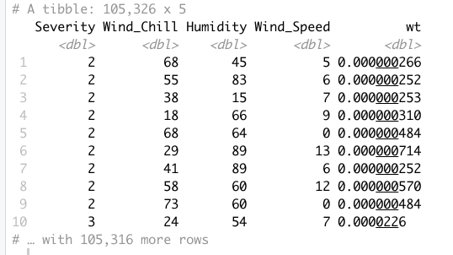 # A tibble: 105,326 x 5
Severity Wind_Chill Humidity Wind_Speed wt
<dbl> <dbl> <dbl> <dbl> <dbl>
1 2 68 45 5 0.000000266
2 2 55 83 6 0.000000252
3 2 38 15 7 0.000000253
4 2 18 66 9 0.000000310
5 2 68 64 0 0.000000484
6 2 29 89 13 0.000000714
7 2 41 89 6 0.000000252
8 2 58 60 12 0.000000570
9 2 73 60 0 0.000000484
10 3 24 54 7 0.0000226
# … with 105,316 more rows